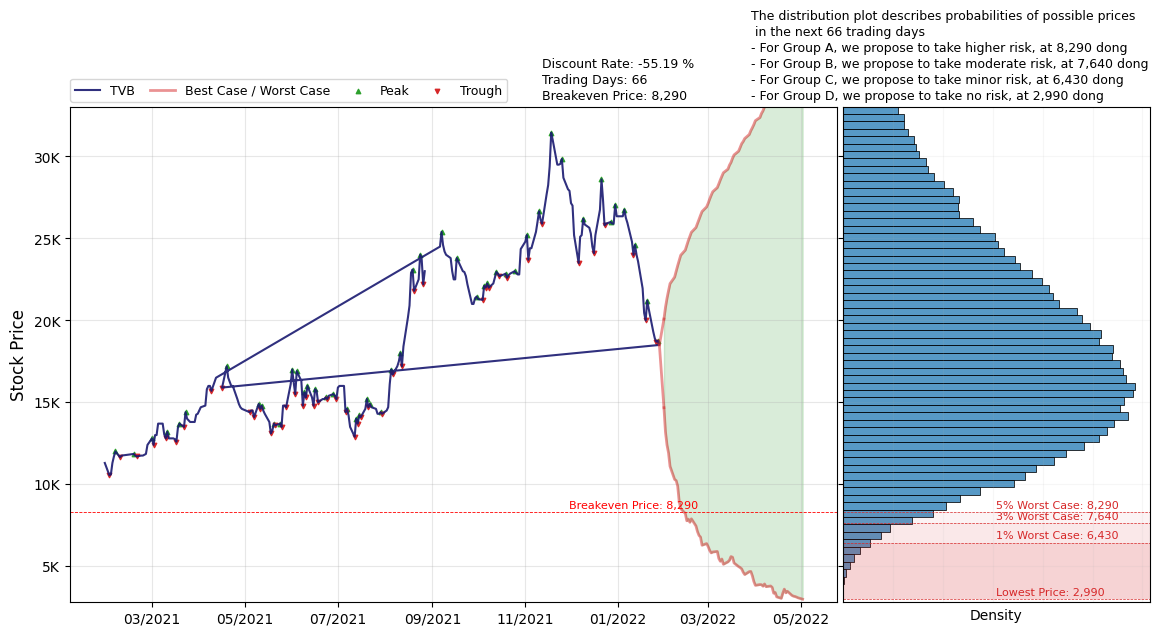 The distribution plot describes probabilities of possible prices
in the next 66 trading days
- For Group A, we propose to take higher risk, at 8,290 dong
- For Group B, we propose to take moderate risk, at 7,640 dong
- For Group C, we propose to take minor risk, at 6,430 dong
- For Group D, we propose to take no risk, at 2,990 dong
Discount Rate: -55.19 %
Trading Days: 66
Breakeven Price: 8,290
TVB
Best Case / Worst Case
Peak
Trough
Stock Price
30K
25K
20K
15K
10K
5K
Breakeven Price: 8,290
5% Worst Case: 8,290
3% Worst Case: 7,640
1% Worst Case: 6,430
Lowest Price: 2,990
03/2021
05/2021
07/2021
09/2021
11/2021
01/2022
03/2022
05/2022
Density